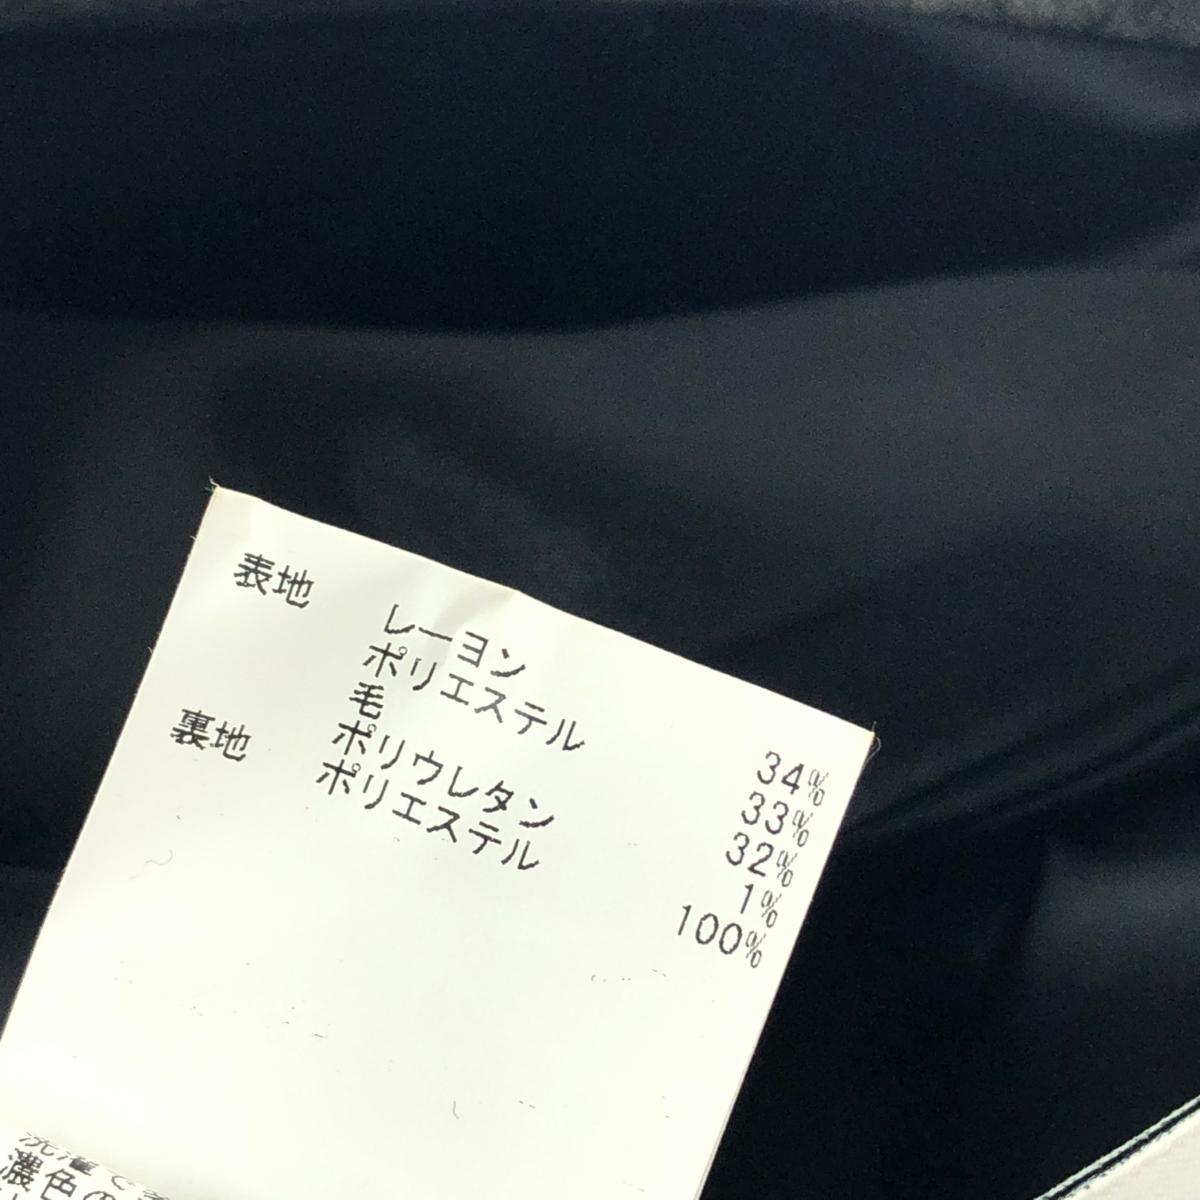 表地 レーヨン 34%
ポリエステル 33%
毛 32%
ポリウレタン 1%
裏地 ポリエステル 100%
濃色の